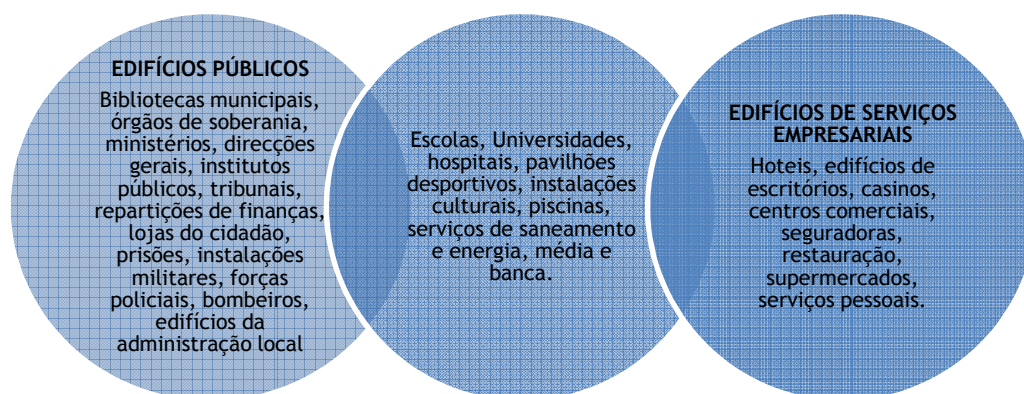 EDIFÍCIOS PÚBLICOS
Bibliotecas municipais,
órgãos de soberania,
ministérios, direcções
gerais, institutos
públicos, tribunais,
repartições de finanças,
lojas do cidadão,
prisões, instalações
militares, forças
policiais, bombeiros,
edifícios da
administração local
Escolas, Universidades,
hospitais, pavilhões
desportivos, instalações
culturais, piscinas,
serviços de saneamento
e energia, média e
banca.
EDIFÍCIOS DE SERVIÇOS
EMPRESARIAIS
Hoteis, edifícios de
escritórios, casinos,
centros comerciais,
seguradoras,
restauração,
supermercados,
serviços pessoais.